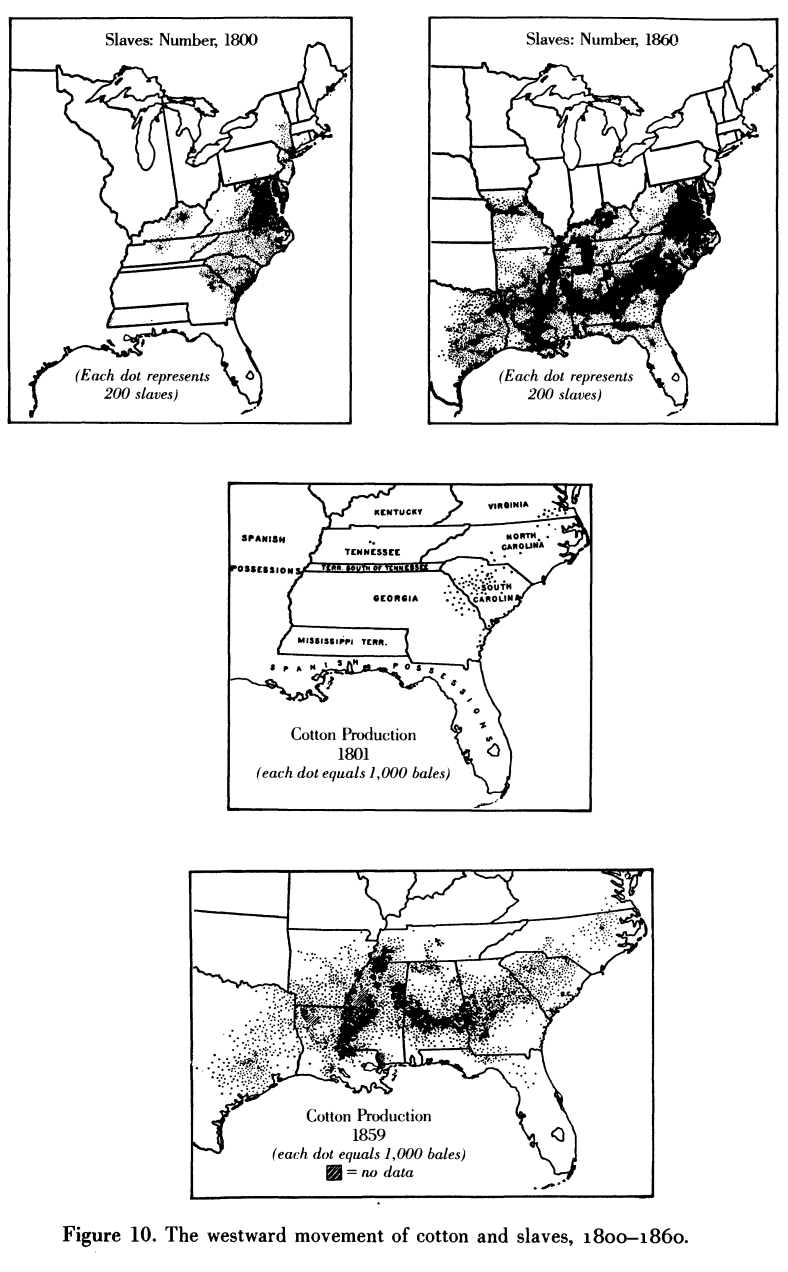 Slaves: Number, 1800
(Each dot represents
200 slaves)
Slaves: Number, 1860
(Each dot represents
200 slaves)
KENTUCKY
VIRGINIA
SPANISH
POSSESSIONS
TENNESSEE
NORTH
CAROLINA
TERR. SOUTH OF TENNESSEE
GEORGIA
SOUTH
CAROLINA
MISSISSIPPI TERR.
SPANISH POSSESSIONS
Cotton Production
1801
(each dot equals 1,000 bales)
Cotton Production
1859
(each dot equals 1,000 bales)
= no data
Figure 10. The westward movement of cotton and slaves, 1800–1860.